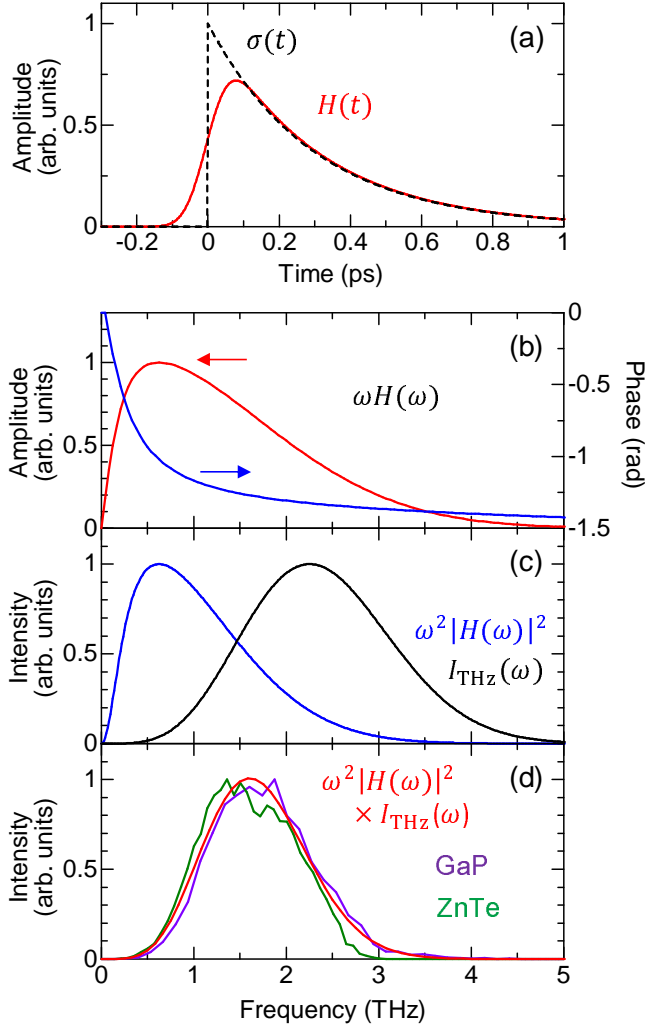 (a)
σ(t)
H(t)
Amplitude
(arb. units)
1
0.5
0
-0.2 0 0.2 0.4 0.6 0.8 1
Time (ps)
(b)
ωH(ω)
Amplitude
(arb. units)
1
0.5
0
0
-0.5
-1
-1.5
Phase (rad)
(c)
ω²|H(ω)|²
I_THz(ω)
Intensity
(arb. units)
1
0.5
0
(d)
ω²|H(ω)|²
× I_THz(ω)
GaP
ZnTe
Intensity
(arb. units)
1
0.5
0
0 1 2 3 4 5
Frequency (THz)